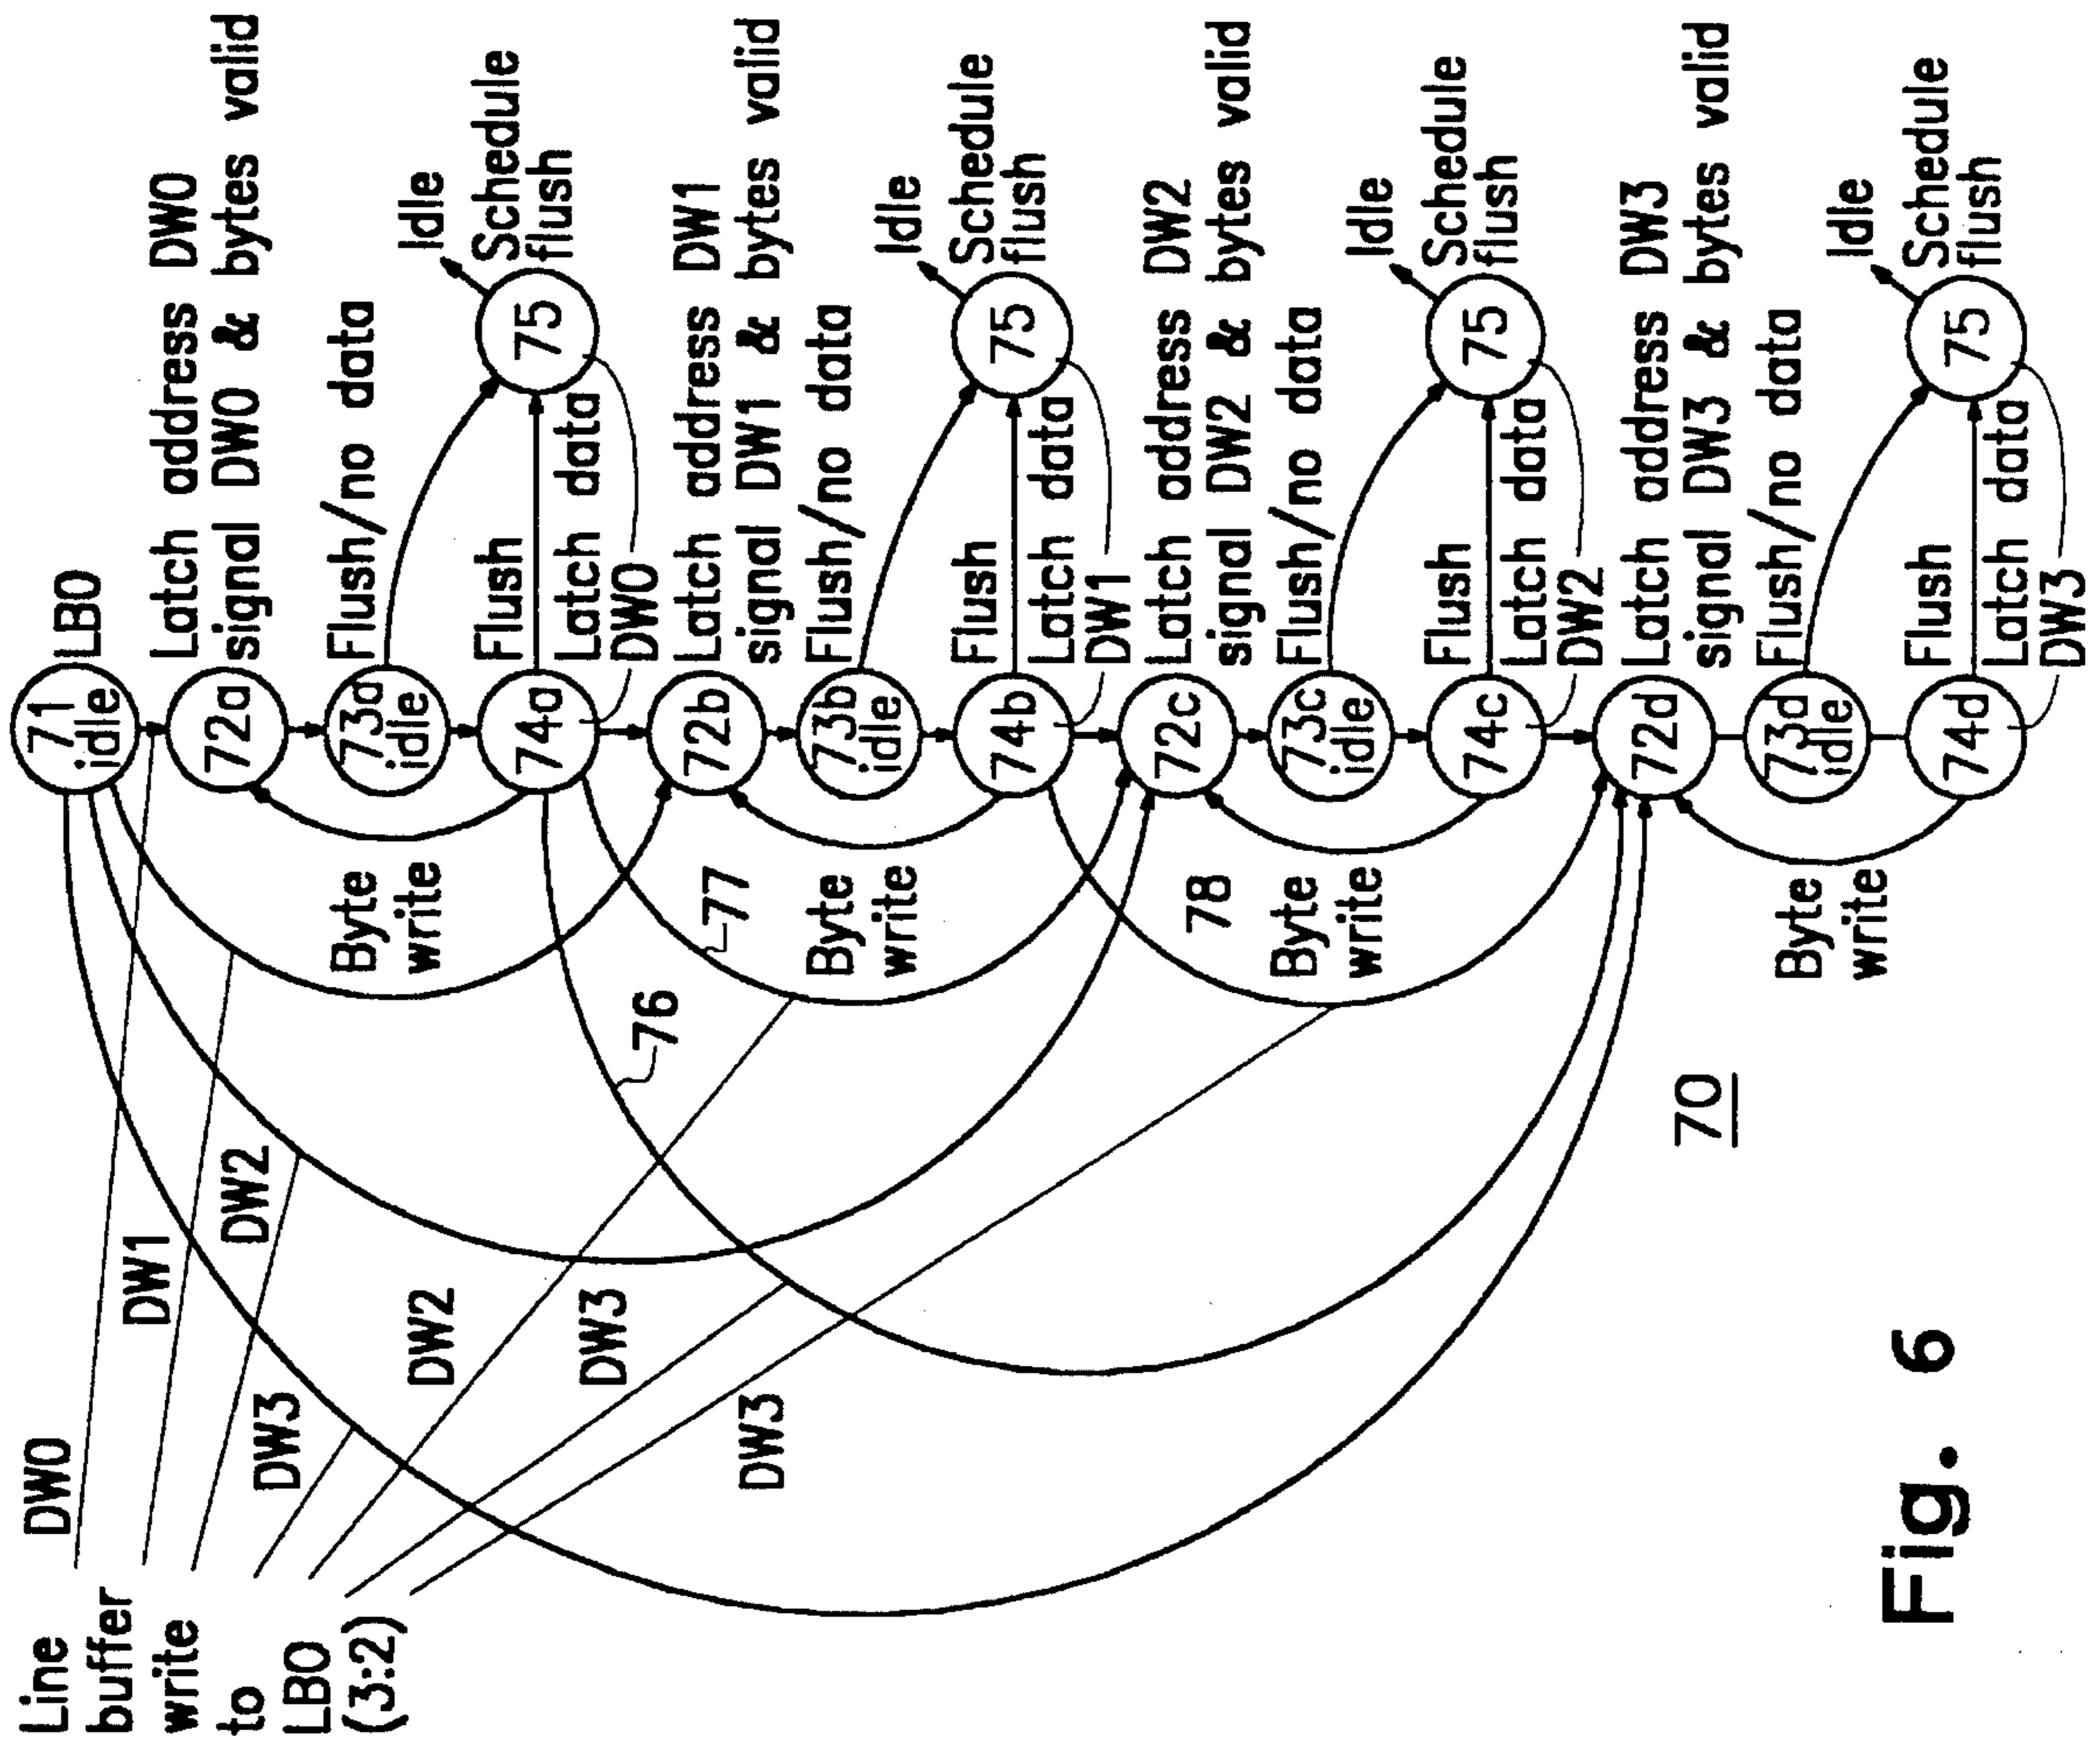 Line
buffer
write
to
LBO
(3:2)
DW0
DW1
DW2
DW3
DW2
DW3
DW3
76
77
78
Byte
write
Byte
write
Byte
write
Byte
write
71
idle
LBO
72a
Latch address DW0
signal DW0 & bytes valid
73a
idle
Flush/no data
74a
Flush
Latch data
DW0
75
Idle
Schedule
flush
72b
Latch address DW1
signal DW1 & bytes valid
73b
idle
Flush/no data
74b
Flush
Latch data
DW1
75
Idle
Schedule
flush
72c
Latch address DW2
signal DW2 & bytes valid
73c
idle
Flush/no data
74c
Flush
Latch data
DW2
75
Idle
Schedule
flush
72d
Latch address DW3
signal DW3 & bytes valid
73d
idle
Flush/no data
74d
Flush
Latch data
DW3
75
Idle
Schedule
flush
70
Fig. 6